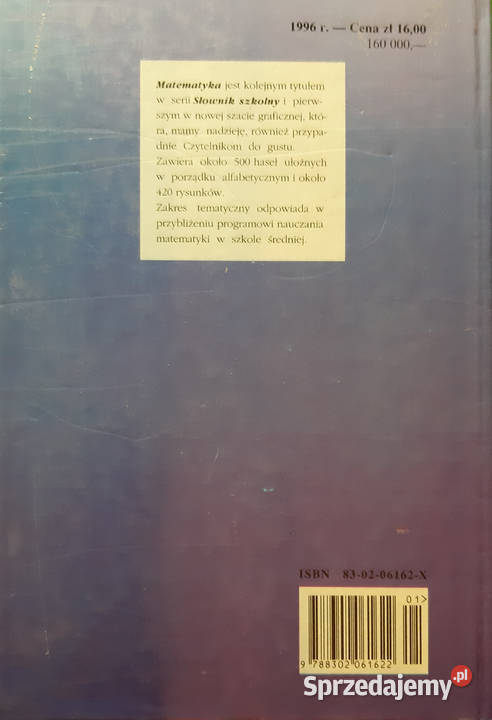 1996 r. — Cena zł 16,00
160 000,—
Matematyka jest kolejnym tytułem
w serii Słownik szkolny i pierw-
szym w nowej szacie graficznej, któ-
ra, mamy nadzieję, również przypa-
dnie Czytelnikom do gustu.
Zawiera około 500 haseł ułożnych
w porządku alfabetycznym i około
420 rysunków.
Zakres tematyczny odpowiada w
przybliżeniu programowi nauczania
matematyki w szkole średniej.
ISBN 83-02-06162-X
01>
9 788302 061622
Sprzedajemy.pl